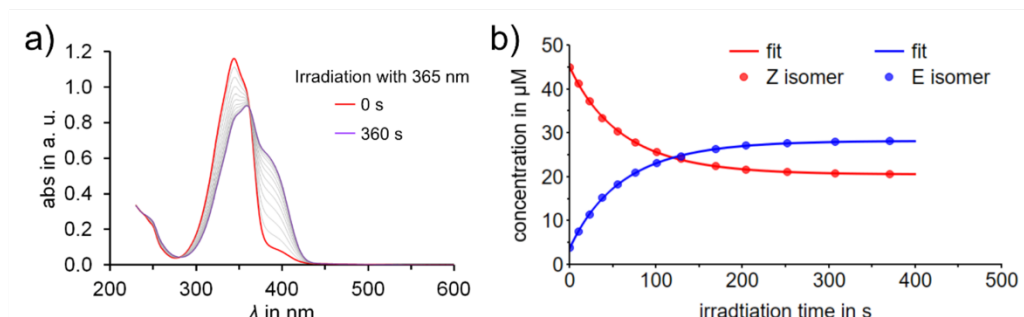 a)
1.2
1.0
0.8
0.6
0.4
0.2
0.0
abs in a. u.
Irradiation with 365 nm
0 s
360 s
200 300 400 500 600
λ in nm
b)
50
40
30
20
10
0
concentration in µM
fit fit
Z isomer E isomer
0 100 200 300 400 500
irradtiation time in s